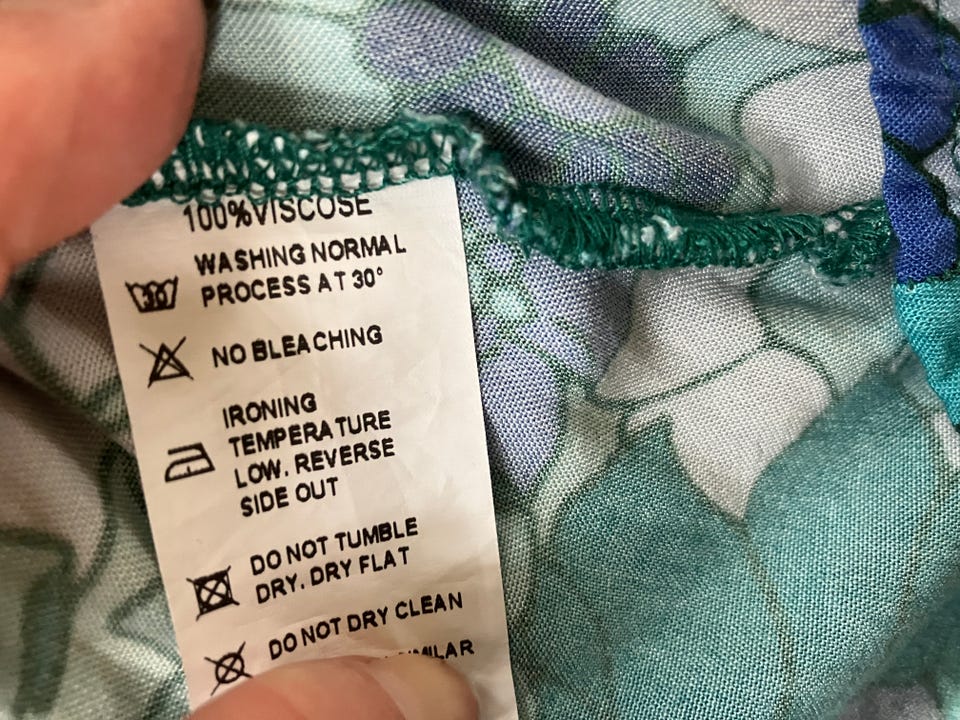 100%VISCOSE
WASHING NORMAL
PROCESS AT 30°
30
NO BLEACHING
IRONING
TEMPERATURE
LOW. REVERSE
SIDE OUT
DO NOT TUMBLE
DRY. DRY FLAT
DO NOT DRY CLEAN